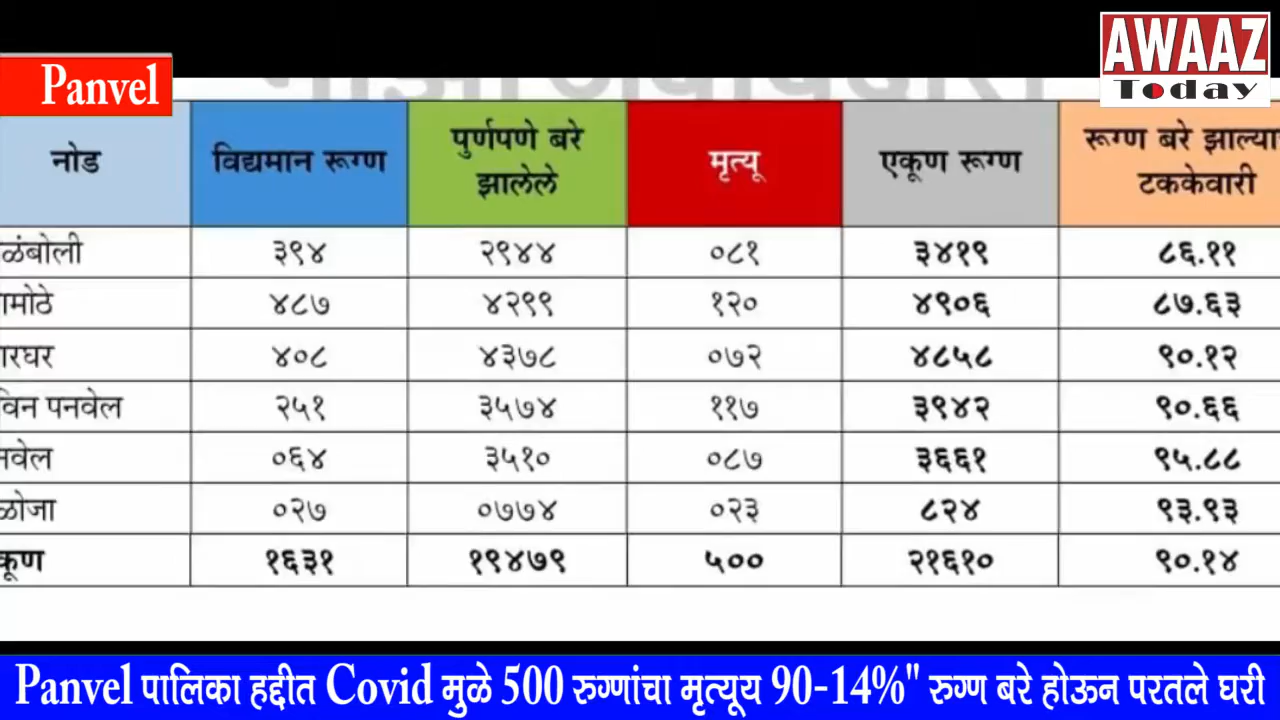 AWAAZ
Today
Panvel
नोड विद्यमान रूग्ण पुर्णपणे बरे झालेले मृत्यू एकूण रूग्ण रूग्ण बरे झाल्या टककेवारी
ळंबोली ३९४ २९४४ ०८१ ३४१९ ८६.११
मोठे ४८७ ४२९९ १२० ४९०६ ८७.६३
रघर ४०८ ४३७८ ०७२ ४८५८ ९०.१२
विन पनवेल २५१ ३५७४ ११७ ३९४२ ९०.६६
नवेल ०६४ ३५१० ०८७ ३६६१ ९५.८८
ळोजा ०२७ ०७७४ ०२३ ८२४ ९३.९३
कूण १६३१ १९४७९ ५०० २१६१० ९०.१४
Panvel पालिका हद्दीत Covid मुळे 500 रुग्णांचा मृत्यूय 90-14%" रुग्ण बरे होऊन परतले घरी